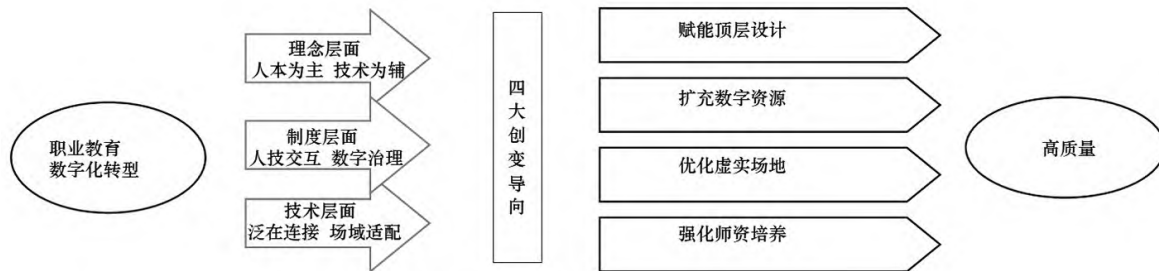 职业教育
数字化转型
理念层面
人本为主 技术为辅
制度层面
人技交互 数字治理
技术层面
泛在连接 场域适配
四
大
创
变
导
向
赋能顶层设计
扩充数字资源
优化虚实场地
强化师资培养
高质量